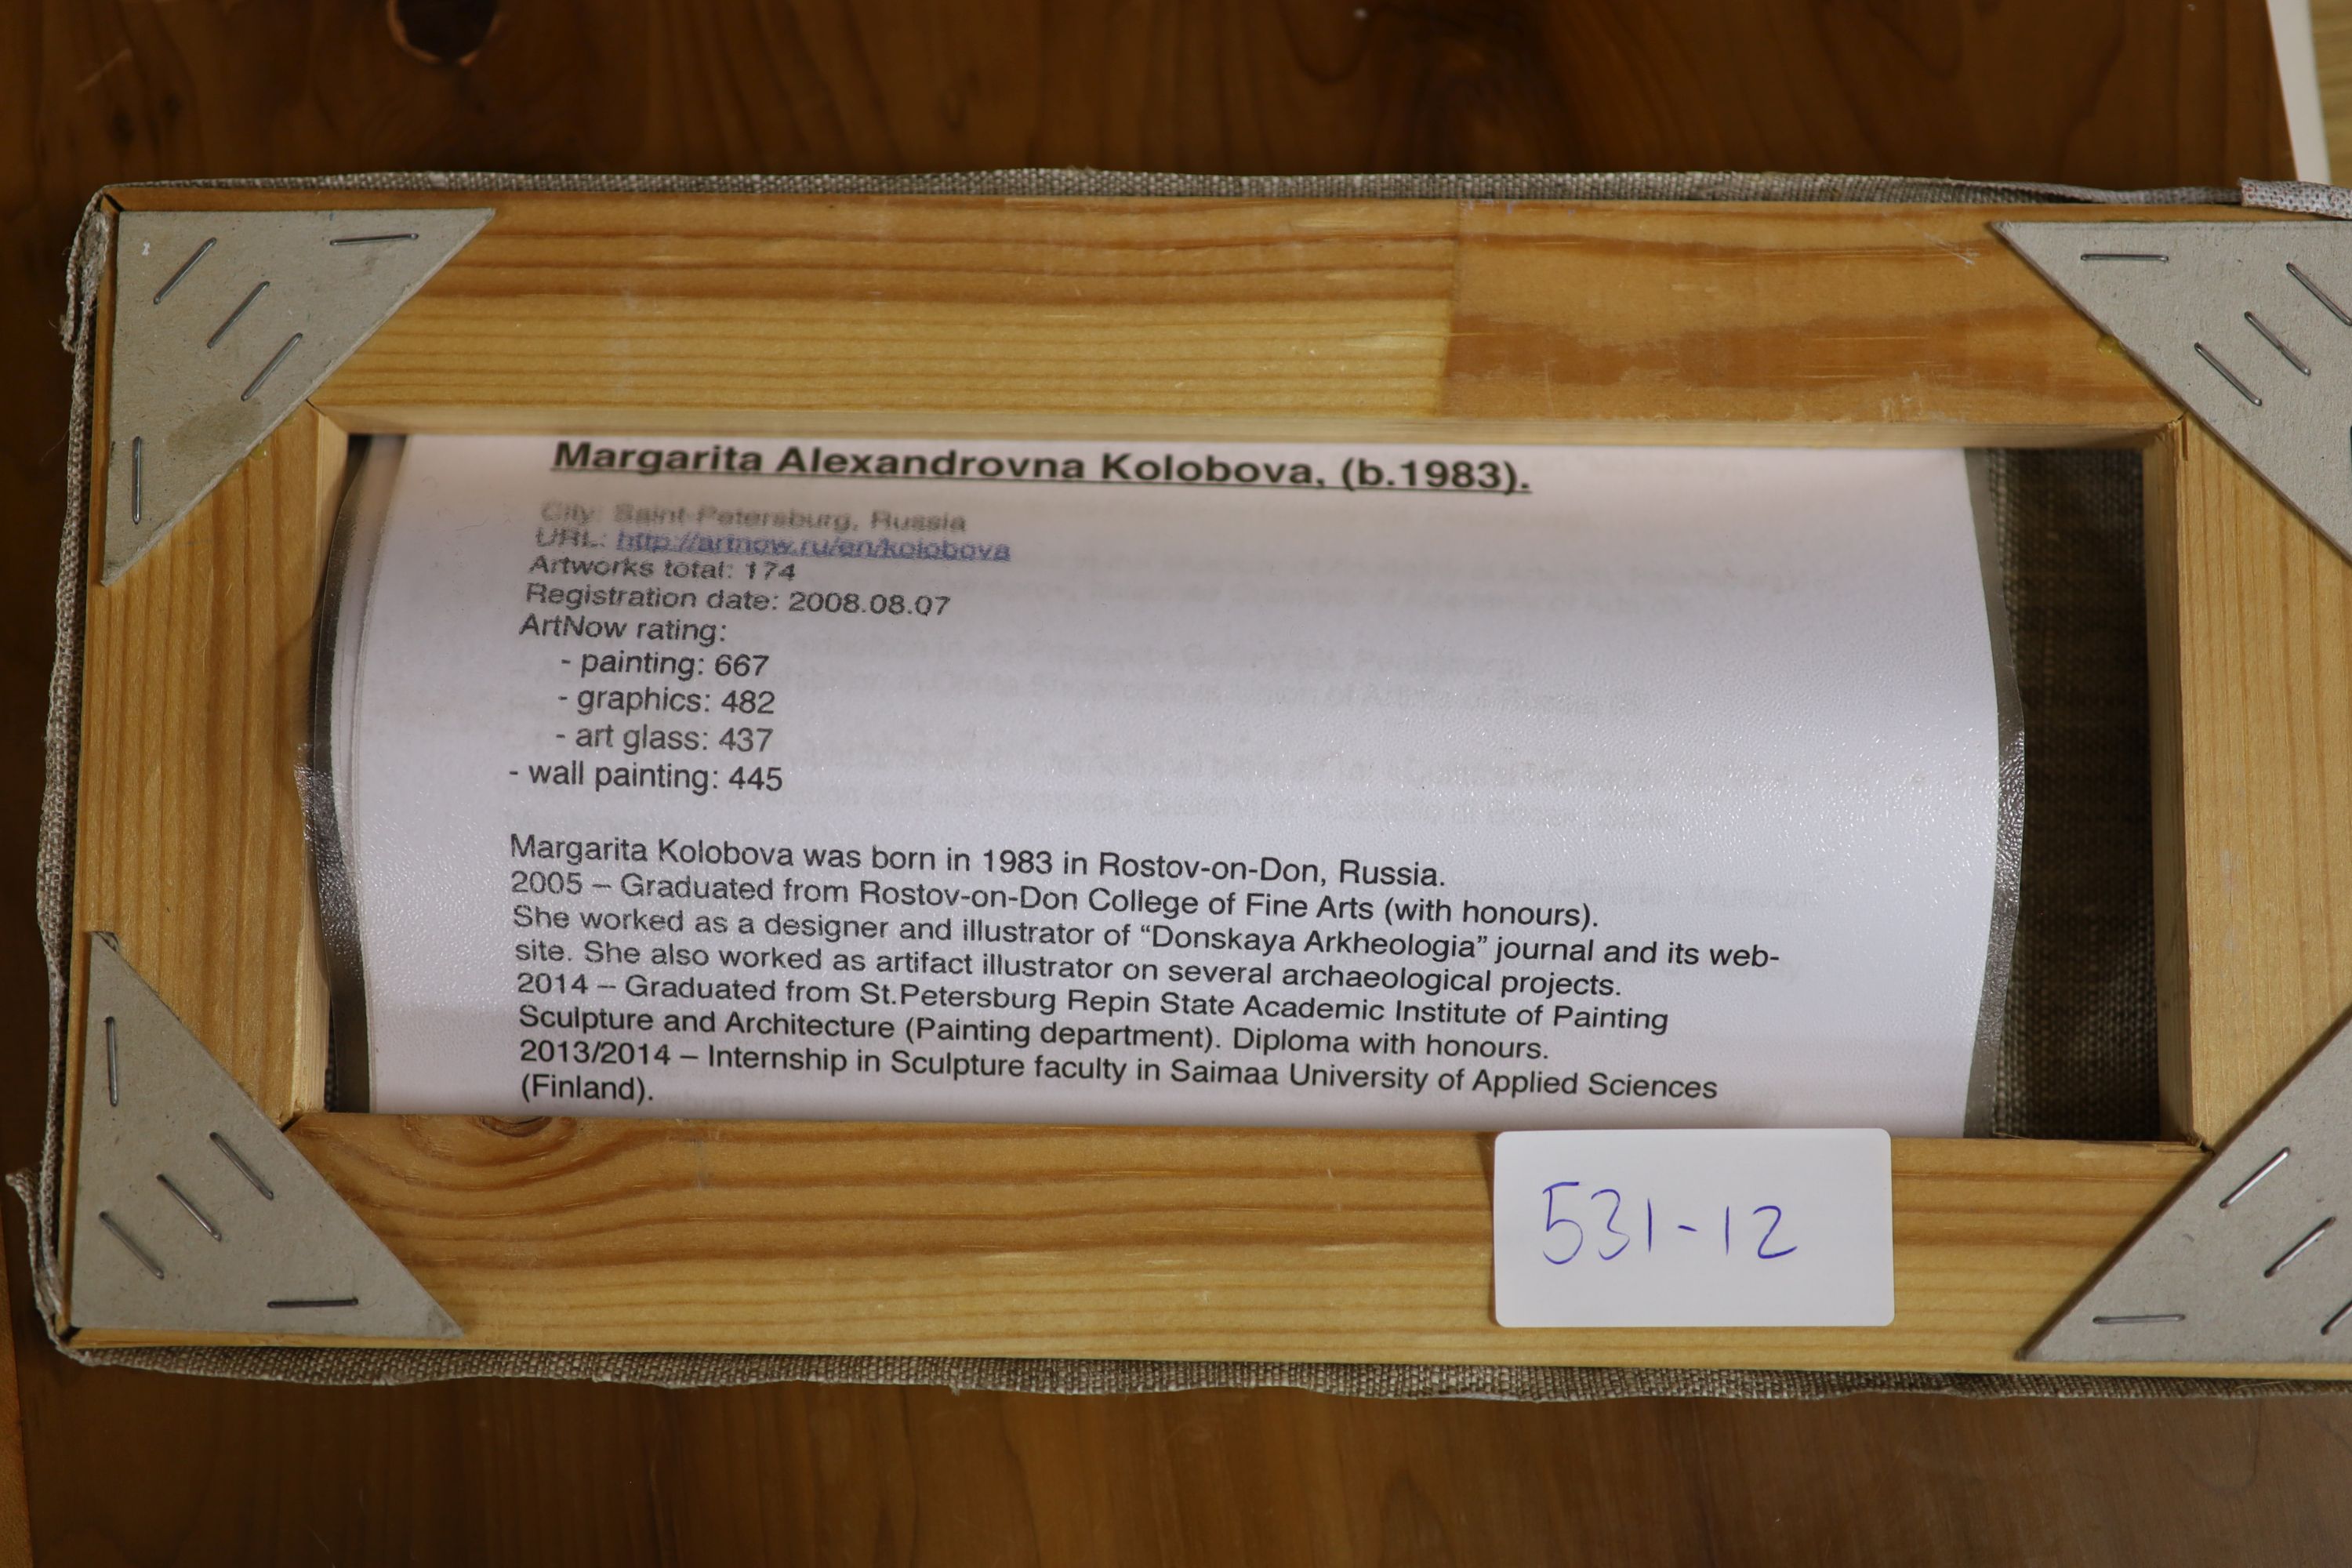 Margarita Alexandrovna Kolobova, (b.1983).
City: Saint-Petersburg, Russia
URL: http://artnow.ru/en/kolobova
Artworks total: 174
Registration date: 2008.08.07
ArtNow rating:
- painting: 667
- graphics: 482
- art glass: 437
- wall painting: 445
Margarita Kolobova was born in 1983 in Rostov-on-Don, Russia.
2005 – Graduated from Rostov-on-Don College of Fine Arts (with honours).
She worked as a designer and illustrator of “Donskaya Arkheologia” journal and its web-
site. She also worked as artifact illustrator on several archaeological projects.
2014 – Graduated from St.Petersburg Repin State Academic Institute of Painting
Sculpture and Architecture (Painting department). Diploma with honours.
2013/2014 – Internship in Sculpture faculty in Saimaa University of Applied Sciences
(Finland).
531-12